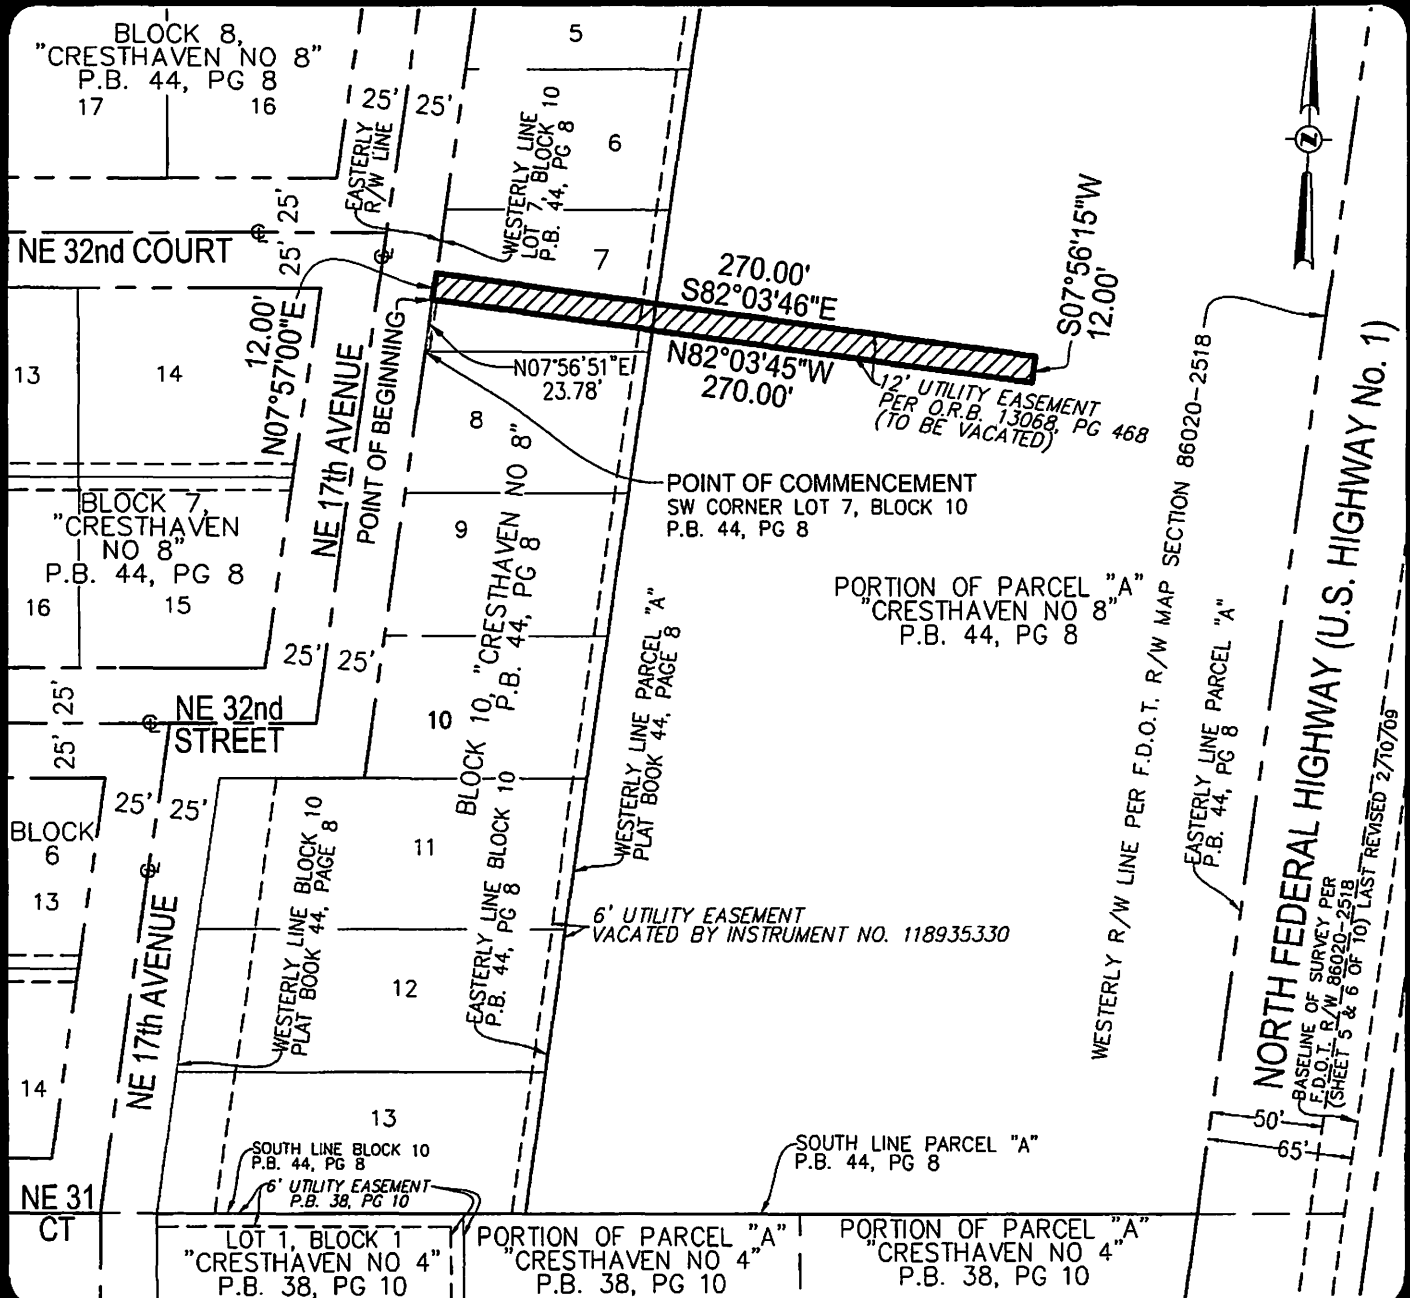 BLOCK 8,
"CRESTHAVEN NO 8"
P.B. 44, PG 8
17
16
25'
25'
5
6
EASTERLY
R/W LINE
WESTERLY LINE
LOT 7, BLOCK 10
P.B. 44, PG 8
7
25'
25'
NE 32nd COURT
270.00'
S82°03'46"E
S07°56'15"W
12.00'
Z
12.00'
N07°57'00"E
13
14
N07°56'51"E
23.78'
N82°03'45"W
270.00'
12' UTILITY EASEMENT
PER O.R.B. 13068, PG 468
(TO BE VACATED)
NE 17th AVENUE
POINT OF BEGINNING
8
POINT OF COMMENCEMENT
SW CORNER LOT 7, BLOCK 10
P.B. 44, PG 8
BLOCK 7,
"CRESTHAVEN
NO 8"
P.B. 44, PG 8
16
15
9
BLOCK 10, "CRESTHAVEN NO 8"
P.B. 44, PG 8
PORTION OF PARCEL "A"
"CRESTHAVEN NO 8"
P.B. 44, PG 8
WESTERLY R/W LINE PER F.D.O.T. R/W MAP SECTION 86020-2518
EASTERLY LINE PARCEL "A"
P.B. 44, PG 8
NORTH FEDERAL HIGHWAY (U.S. HIGHWAY No. 1)
BASELINE OF SURVEY PER
F.D.O.T. R/W 86020-2518
(SHEET 5 & 6 OF 10) LAST REVISED 2/10/09
25'
25'
25'
25'
NE 32nd
STREET
10
WESTERLY LINE PARCEL "A"
PLAT BOOK 44, PAGE 8
25'
25'
BLOCK
6
13
11
WESTERLY LINE BLOCK 10
PLAT BOOK 44, PAGE 8
EASTERLY LINE BLOCK 10
P.B. 44, PG 8
6' UTILITY EASEMENT
VACATED BY INSTRUMENT NO. 118935330
NE 17th AVENUE
12
14
13
50'
65'
SOUTH LINE BLOCK 10
P.B. 44, PG 8
SOUTH LINE PARCEL "A"
P.B. 44, PG 8
6' UTILITY EASEMENT
P.B. 38, PG 10
NE 31
CT
LOT 1, BLOCK 1
"CRESTHAVEN NO 4"
P.B. 38, PG 10
PORTION OF PARCEL "A"
"CRESTHAVEN NO 4"
P.B. 38, PG 10
PORTION OF PARCEL "A"
"CRESTHAVEN NO 4"
P.B. 38, PG 10